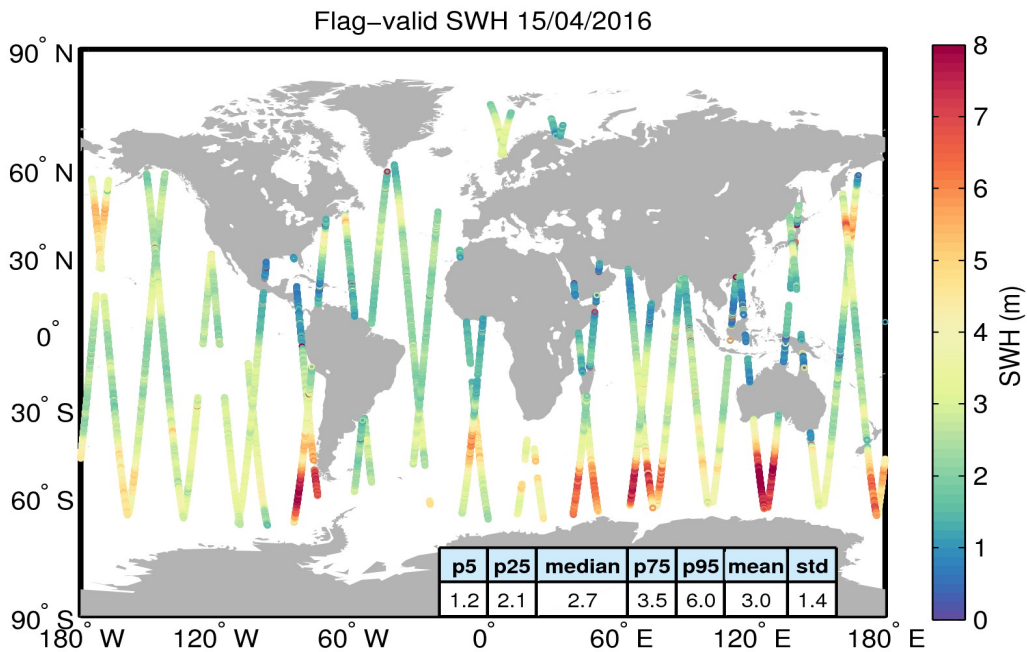 Flag−valid SWH 15/04/2016
90° N
60° N
30° N
0°
30° S
60° S
90° S
180° W
120° W
60° W
0°
60° E
120° E
180° E
p5 p25 median p75 p95 mean std
1.2 2.1 2.7 3.5 6.0 3.0 1.4
8
7
6
5
4
3
2
1
0
SWH (m)